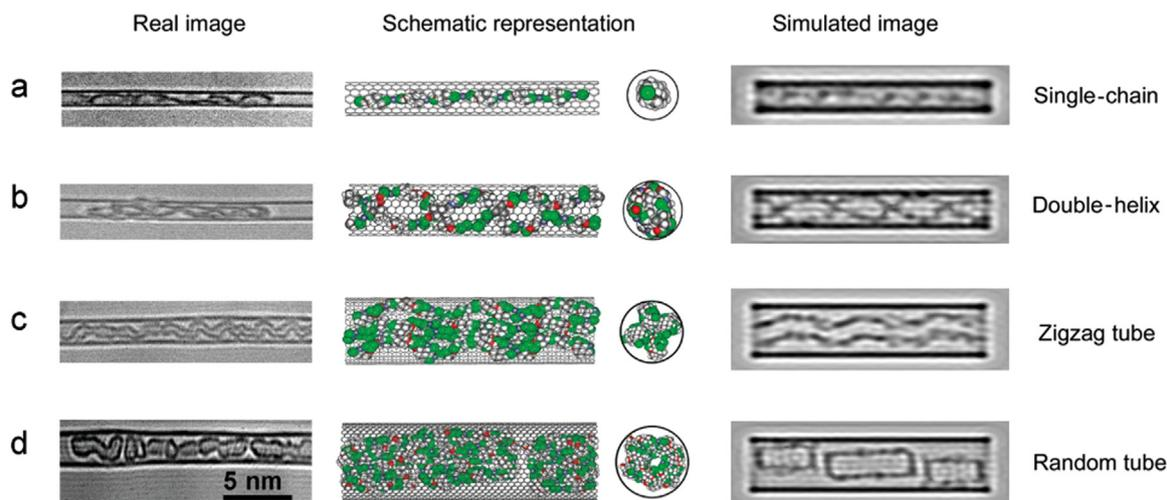 Real image Schematic representation Simulated image
a Single-chain
b Double-helix
c Zigzag tube
d Random tube
5 nm